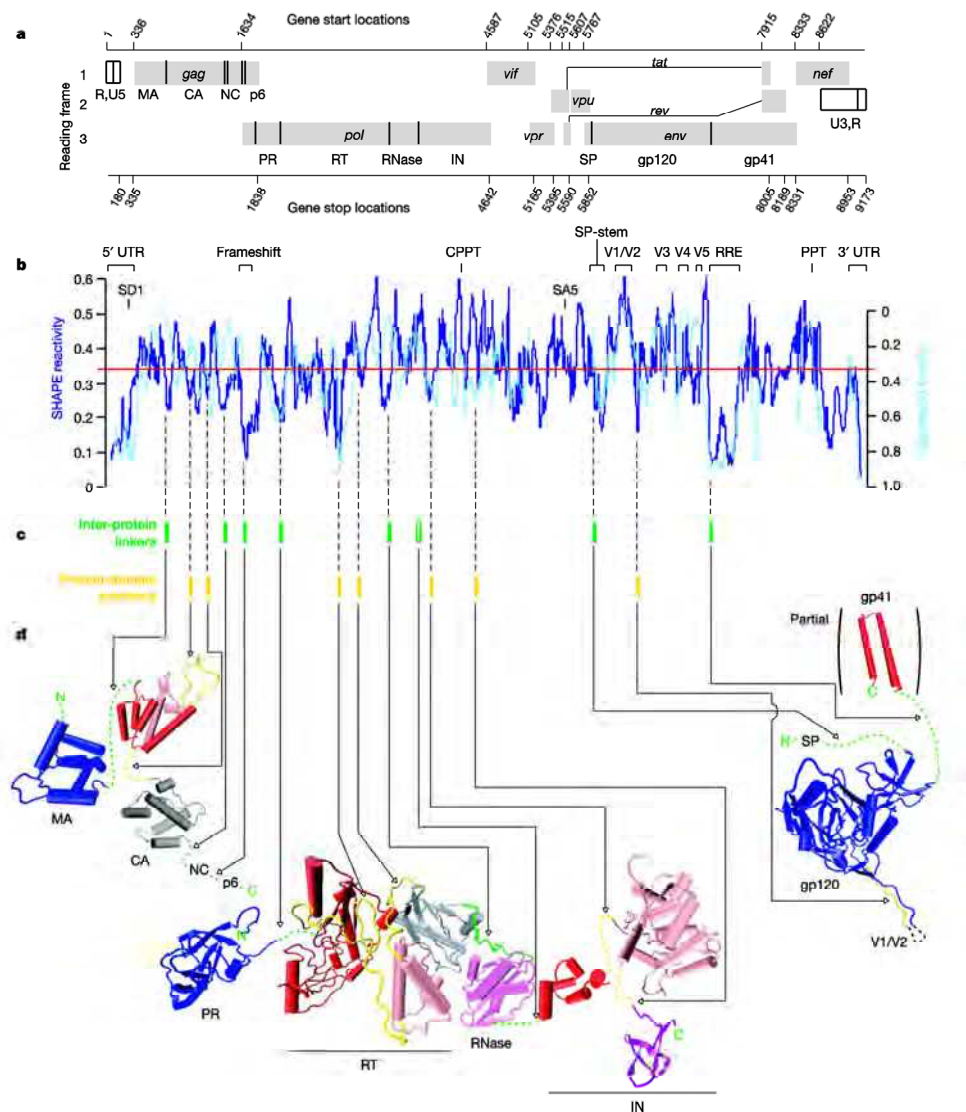 a
Gene start locations
1 336 1634 4587 5105 5376 5515 5607 5767 7915 8333 8622
Reading frame
1 gag vif tat nef
R,U5 MA CA NC p6
2 vpu rev U3,R
3 pol vpr env
PR RT RNase IN SP gp120 gp41
180 335 1838 4642 5165 5395 5590 5852 8005 8189 8331 8953 9173
Gene stop locations
b
5′ UTR Frameshift CPPT SP-stem V1/V2 V3 V4 V5 RRE PPT 3′ UTR
SD1 SA5
SHAPE reactivity
0.6
0.5 0
0.4 0.2
0.3 0.4
0.2 0.6
0.1 0.8
0 1.0
c
Inter-protein
linkers
d
gp41
Partial
N
C
N SP
MA
CA
NC
p6
C
gp120
V1/V2
N
PR
RT
RNase
C
IN